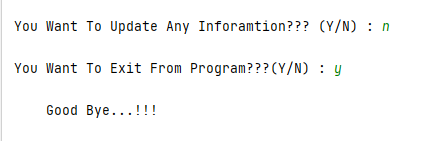 You Want To Update Any Inforamtion??? (Y/N) : n
You Want To Exit From Program???(Y/N) : y
Good Bye...!!!